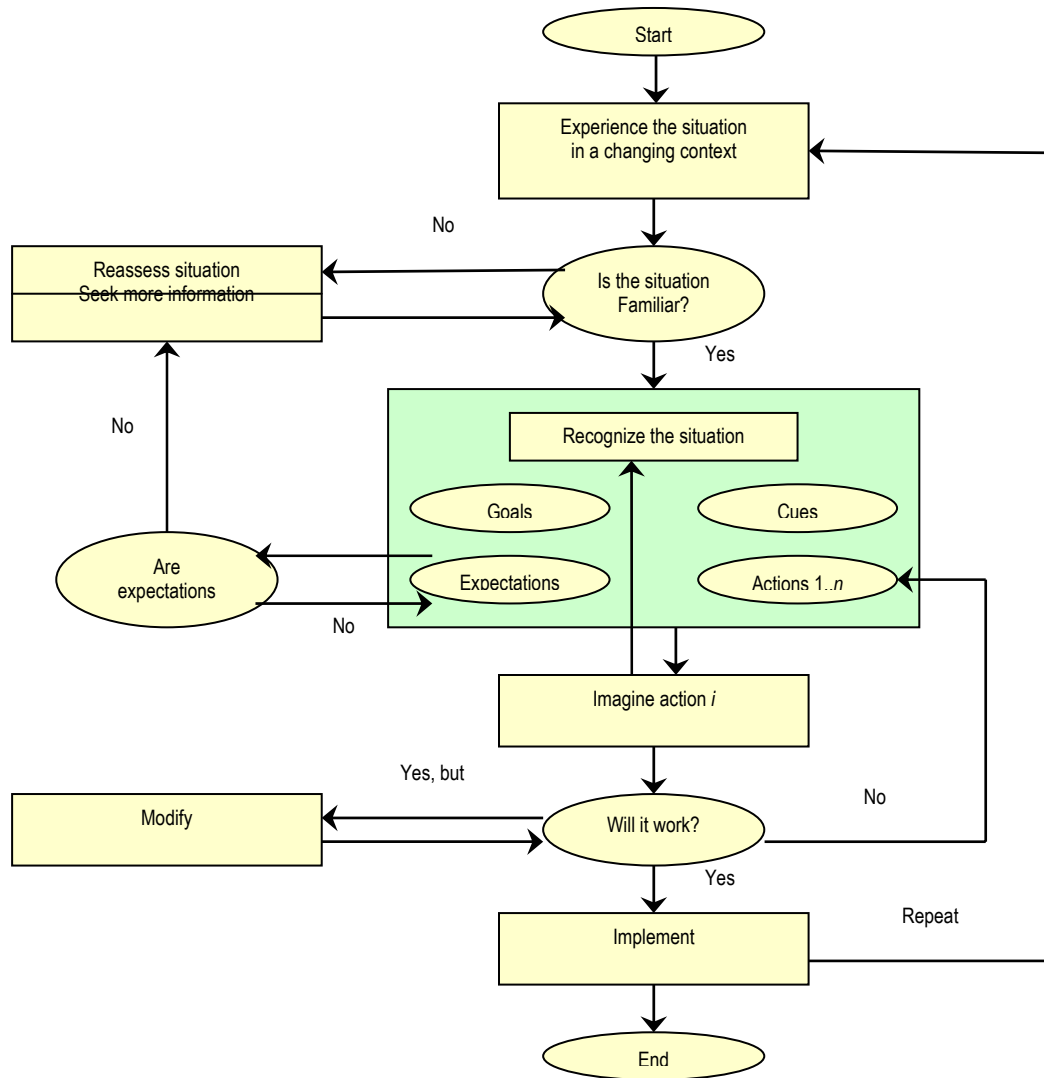 Start
Experience the situation
in a changing context
No
Reassess situation
Seek more information
Is the situation
Familiar?
Yes
No
Recognize the situation
Goals
Cues
Are
expectations
Expectations
Actions 1..n
No
Imagine action i
Yes, but
No
Modify
Will it work?
Yes
Repeat
Implement
End